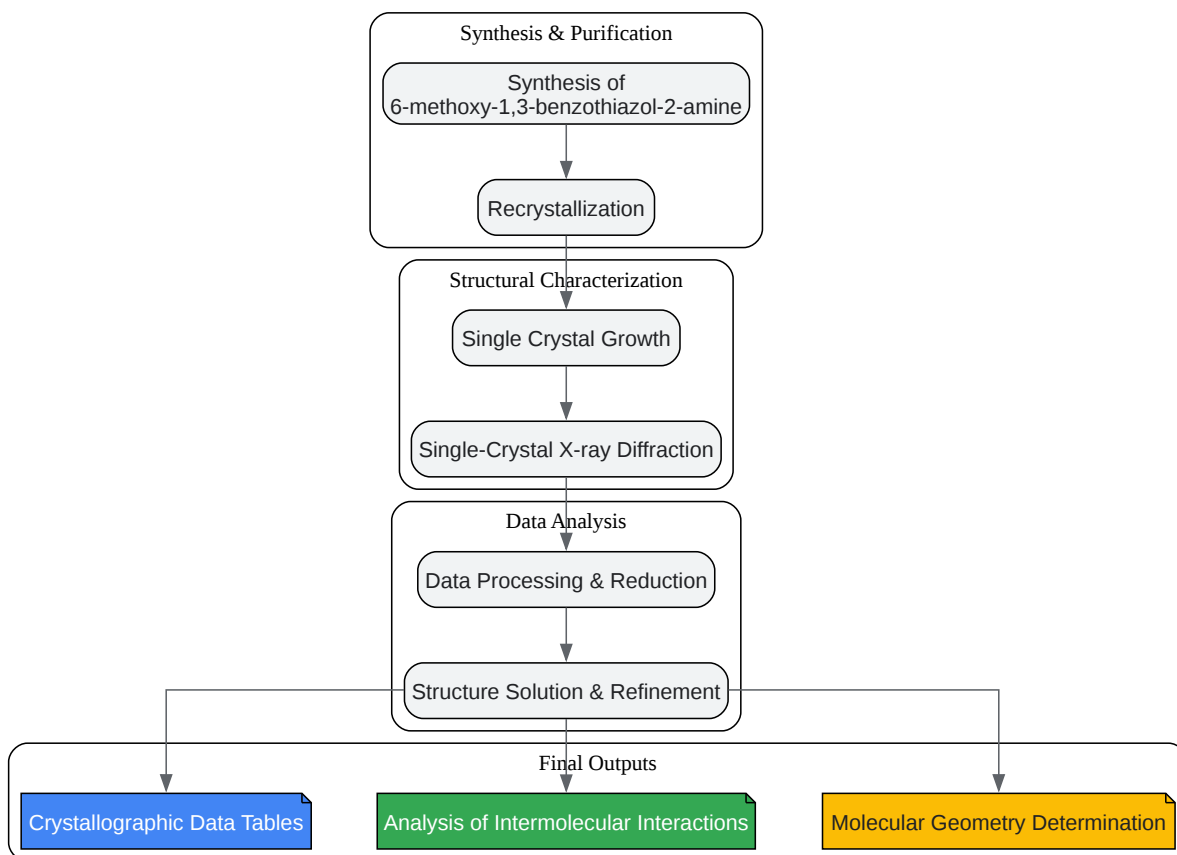 Synthesis & Purification
Synthesis of
6-methoxy-1,3-benzothiazol-2-amine
Recrystallization
Structural Characterization
Single Crystal Growth
Single-Crystal X-ray Diffraction
Data Analysis
Data Processing & Reduction
Structure Solution & Refinement
Final Outputs
Crystallographic Data Tables
Analysis of Intermolecular Interactions
Molecular Geometry Determination